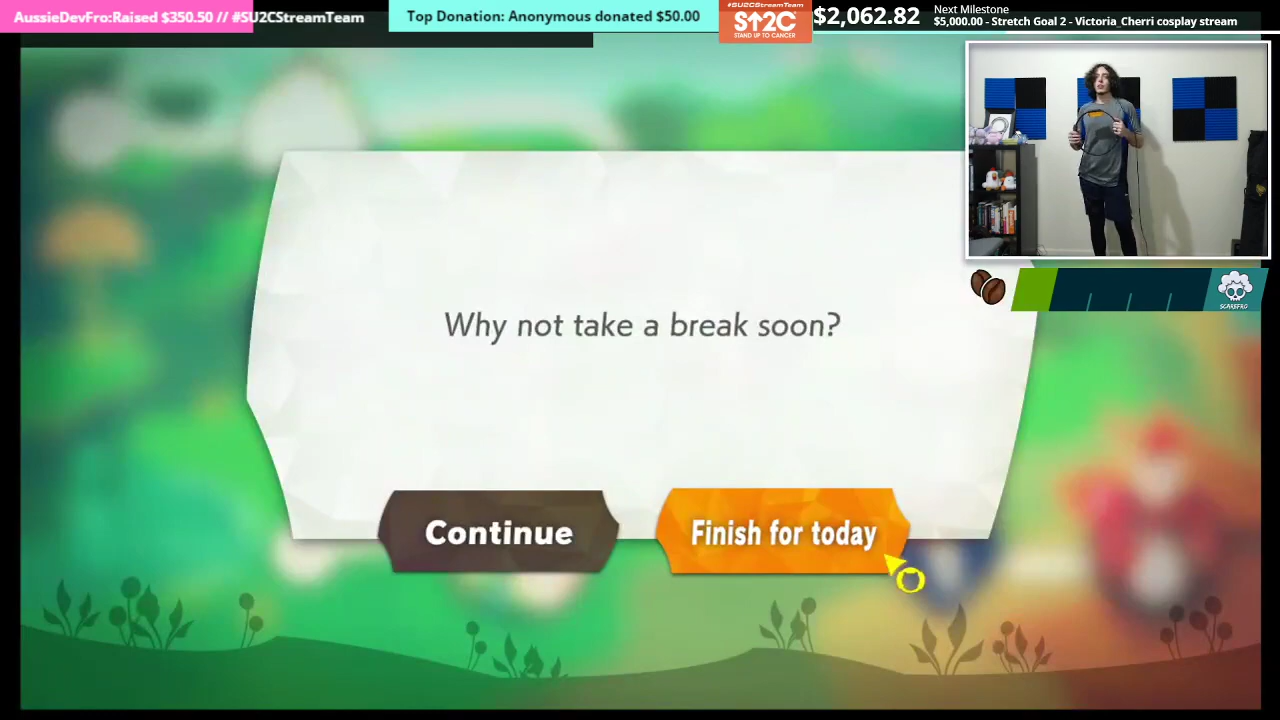 AussieDevFro:Raised $350.50 // #SU2CStreamTeam
Top Donation: Anonymous donated $50.00
#SU2CStreamTeam
SU2C
STAND UP TO CANCER
$2,062.82
Next Milestone
$5,000.00 - Stretch Goal 2 - Victoria_Cherri cosplay stream
SCARSFRO
Why not take a break soon?
Continue
Finish for today